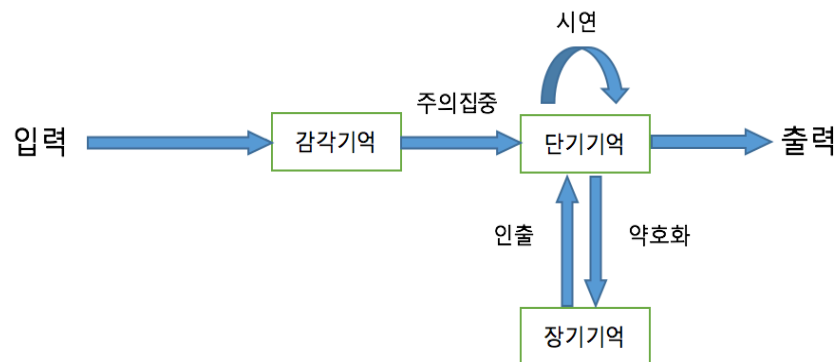 시연
주의집중
입력
감각기억
단기기억
출력
인출
약호화
장기기억